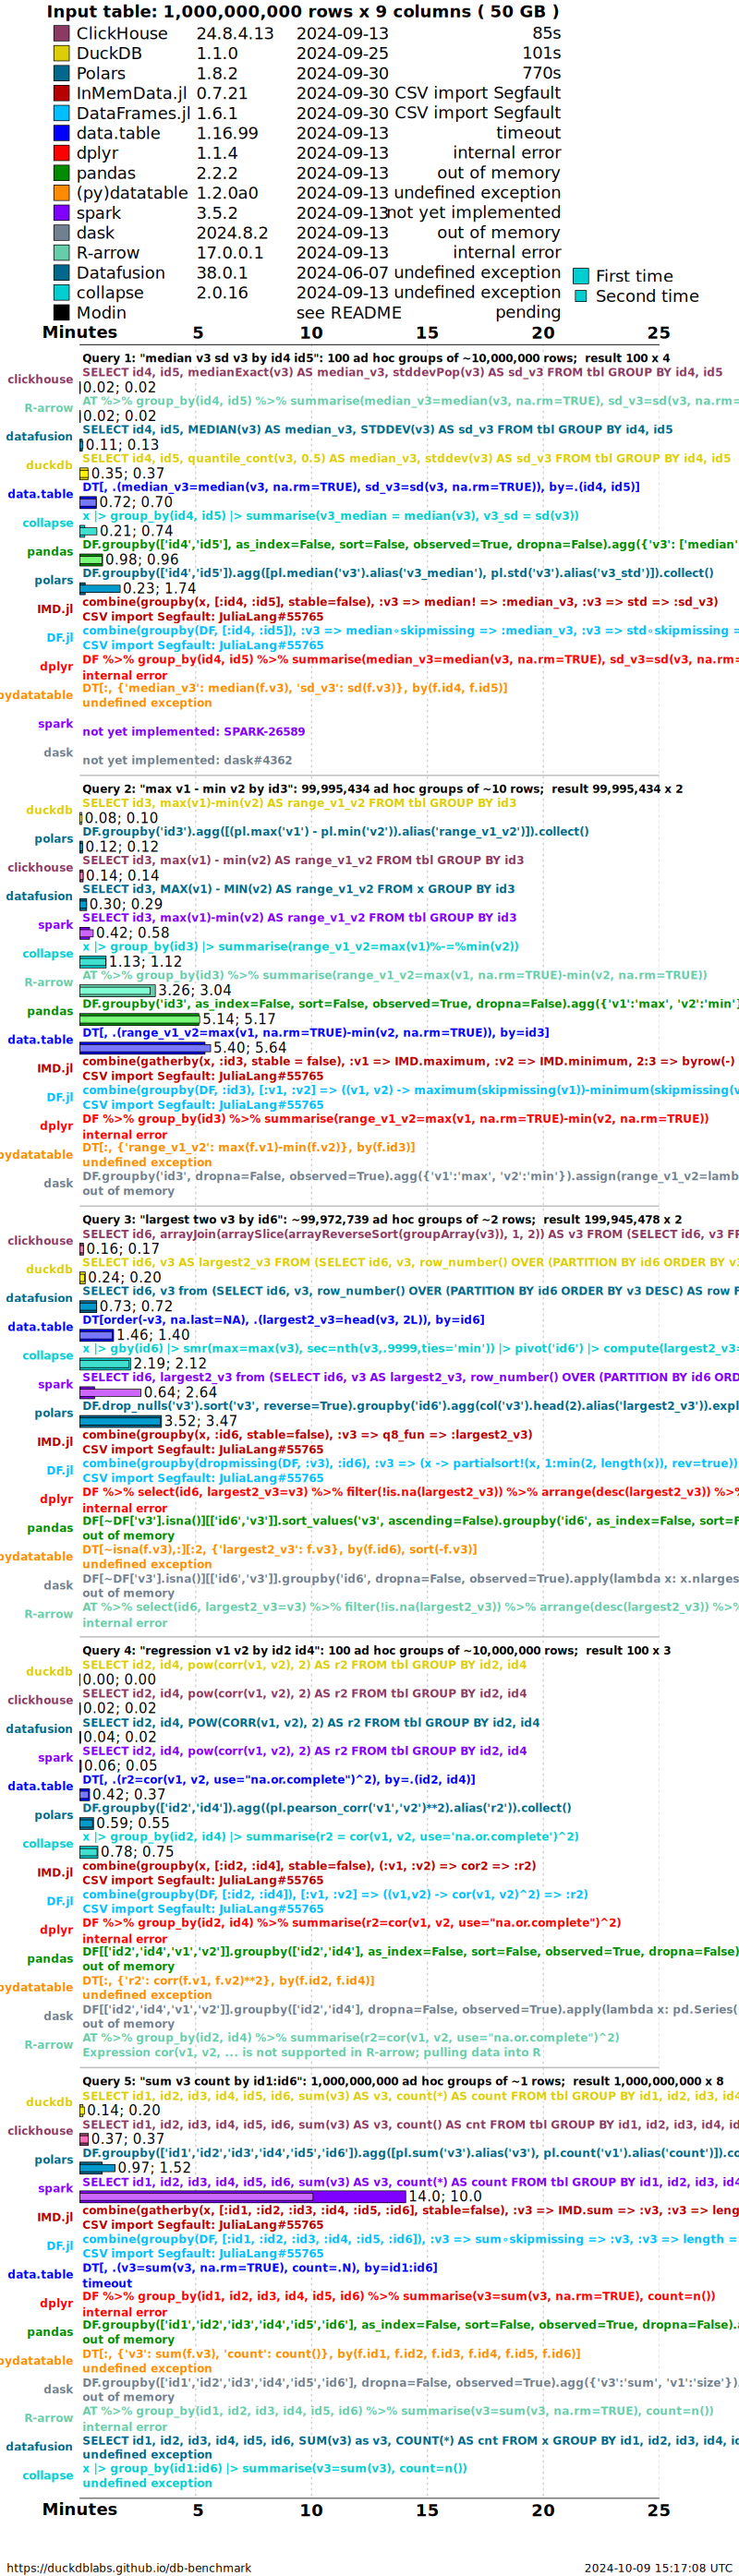 Input table: 1,000,000,000 rows x 9 columns ( 50 GB )
ClickHouse 24.8.4.13 2024-09-13 85s
DuckDB 1.1.0 2024-09-25 101s
Polars 1.8.2 2024-09-30 770s
InMemData.jl 0.7.21 2024-09-30 CSV import Segfault
DataFrames.jl 1.6.1 2024-09-30 CSV import Segfault
data.table 1.16.99 2024-09-13 timeout
dplyr 1.1.4 2024-09-13 internal error
pandas 2.2.2 2024-09-13 out of memory
(py)datatable 1.2.0a0 2024-09-13 undefined exception
spark 3.5.2 2024-09-13 not yet implemented
dask 2024.8.2 2024-09-13 out of memory
R-arrow 17.0.0.1 2024-09-13 internal error
Datafusion 38.0.1 2024-06-07 undefined exception
First time
collapse 2.0.16 2024-09-13 undefined exception
Second time
Modin see README pending
Minutes 5 10 15 20 25
Query 1: "median v3 sd v3 by id4 id5": 100 ad hoc groups of ~10,000,000 rows; result 100 x 4
SELECT id4, id5, medianExact(v3) AS median_v3, stddevPop(v3) AS sd_v3 FROM tbl GROUP BY id4, id5
clickhouse 0.02; 0.02
AT %>% group_by(id4, id5) %>% summarise(median_v3=median(v3, na.rm=TRUE), sd_v3=sd(v3, na.rm=
R-arrow 0.02; 0.02
SELECT id4, id5, MEDIAN(v3) AS median_v3, STDDEV(v3) AS sd_v3 FROM tbl GROUP BY id4, id5
datafusion 0.11; 0.13
SELECT id4, id5, quantile_cont(v3, 0.5) AS median_v3, stddev(v3) AS sd_v3 FROM tbl GROUP BY id4, id5
duckdb 0.35; 0.37
DT[, .(median_v3=median(v3, na.rm=TRUE), sd_v3=sd(v3, na.rm=TRUE)), by=.(id4, id5)]
data.table 0.72; 0.70
x |> group_by(id4, id5) |> summarise(v3_median = median(v3), v3_sd = sd(v3))
collapse 0.21; 0.74
DF.groupby(['id4','id5'], as_index=False, sort=False, observed=True, dropna=False).agg({'v3': ['median'
pandas 0.98; 0.96
DF.groupby(['id4','id5']).agg([pl.median('v3').alias('v3_median'), pl.std('v3').alias('v3_std')]).collect()
polars 0.23; 1.74
combine(groupby(x, [:id4, :id5], stable=false), :v3 => median! => :median_v3, :v3 => std => :sd_v3)
IMD.jl CSV import Segfault: JuliaLang#55765
combine(groupby(DF, [:id4, :id5]), :v3 => median∘skipmissing => :median_v3, :v3 => std∘skipmissing =
DF.jl CSV import Segfault: JuliaLang#55765
DF %>% group_by(id4, id5) %>% summarise(median_v3=median(v3, na.rm=TRUE), sd_v3=sd(v3, na.rm=
dplyr internal error
DT[:, {'median_v3': median(f.v3), 'sd_v3': sd(f.v3)}, by(f.id4, f.id5)]
pydatatable undefined exception
spark not yet implemented: SPARK-26589
dask not yet implemented: dask#4362
Query 2: "max v1 - min v2 by id3": 99,995,434 ad hoc groups of ~10 rows; result 99,995,434 x 2
SELECT id3, max(v1)-min(v2) AS range_v1_v2 FROM tbl GROUP BY id3
duckdb 0.08; 0.10
DF.groupby('id3').agg([(pl.max('v1') - pl.min('v2')).alias('range_v1_v2')]).collect()
polars 0.12; 0.12
SELECT id3, max(v1) - min(v2) AS range_v1_v2 FROM tbl GROUP BY id3
clickhouse 0.14; 0.14
SELECT id3, MAX(v1) - MIN(v2) AS range_v1_v2 FROM x GROUP BY id3
datafusion 0.30; 0.29
SELECT id3, max(v1)-min(v2) AS range_v1_v2 FROM tbl GROUP BY id3
spark 0.42; 0.58
x |> group_by(id3) |> summarise(range_v1_v2=max(v1)%-=%min(v2))
collapse 1.13; 1.12
AT %>% group_by(id3) %>% summarise(range_v1_v2=max(v1, na.rm=TRUE)-min(v2, na.rm=TRUE))
R-arrow 3.26; 3.04
DF.groupby('id3', as_index=False, sort=False, observed=True, dropna=False).agg({'v1':'max', 'v2':'min'}
pandas 5.14; 5.17
DT[, .(range_v1_v2=max(v1, na.rm=TRUE)-min(v2, na.rm=TRUE)), by=id3]
data.table 5.40; 5.64
combine(gatherby(x, :id3, stable = false), :v1 => IMD.maximum, :v2 => IMD.minimum, 2:3 => byrow(-)
IMD.jl CSV import Segfault: JuliaLang#55765
combine(groupby(DF, :id3), [:v1, :v2] => ((v1, v2) -> maximum(skipmissing(v1))-minimum(skipmissing(v
DF.jl CSV import Segfault: JuliaLang#55765
DF %>% group_by(id3) %>% summarise(range_v1_v2=max(v1, na.rm=TRUE)-min(v2, na.rm=TRUE))
dplyr internal error
DT[:, {'range_v1_v2': max(f.v1)-min(f.v2)}, by(f.id3)]
pydatatable undefined exception
DF.groupby('id3', dropna=False, observed=True).agg({'v1':'max', 'v2':'min'}).assign(range_v1_v2=lamb
dask out of memory
Query 3: "largest two v3 by id6": ~99,972,739 ad hoc groups of ~2 rows; result 199,945,478 x 2
SELECT id6, arrayJoin(arraySlice(arrayReverseSort(groupArray(v3)), 1, 2)) AS v3 FROM (SELECT id6, v3 FR
clickhouse 0.16; 0.17
SELECT id6, v3 AS largest2_v3 FROM (SELECT id6, v3, row_number() OVER (PARTITION BY id6 ORDER BY v3
duckdb 0.24; 0.20
SELECT id6, v3 from (SELECT id6, v3, row_number() OVER (PARTITION BY id6 ORDER BY v3 DESC) AS row F
datafusion 0.73; 0.72
DT[order(-v3, na.last=NA), .(largest2_v3=head(v3, 2L)), by=id6]
data.table 1.46; 1.40
x |> gby(id6) |> smr(max=max(v3), sec=nth(v3,.9999,ties='min')) |> pivot('id6') |> compute(largest2_v3=
collapse 2.19; 2.12
SELECT id6, largest2_v3 from (SELECT id6, v3 AS largest2_v3, row_number() OVER (PARTITION BY id6 ORD
spark 0.64; 2.64
DF.drop_nulls('v3').sort('v3', reverse=True).groupby('id6').agg(col('v3').head(2).alias('largest2_v3')).expl
polars 3.52; 3.47
combine(groupby(x, :id6, stable=false), :v3 => q8_fun => :largest2_v3)
IMD.jl CSV import Segfault: JuliaLang#55765
combine(groupby(dropmissing(DF, :v3), :id6), :v3 => (x -> partialsort!(x, 1:min(2, length(x)), rev=true))
DF.jl CSV import Segfault: JuliaLang#55765
DF %>% select(id6, largest2_v3=v3) %>% filter(!is.na(largest2_v3)) %>% arrange(desc(largest2_v3)) %>%
dplyr internal error
DF[~DF['v3'].isna()][['id6','v3']].sort_values('v3', ascending=False).groupby('id6', as_index=False, sort=F
pandas out of memory
DT[~isna(f.v3),:][:2, {'largest2_v3': f.v3}, by(f.id6), sort(-f.v3)]
pydatatable undefined exception
DF[~DF['v3'].isna()][['id6','v3']].groupby('id6', dropna=False, observed=True).apply(lambda x: x.nlarges
dask out of memory
AT %>% select(id6, largest2_v3=v3) %>% filter(!is.na(largest2_v3)) %>% arrange(desc(largest2_v3)) %>%
R-arrow internal error
Query 4: "regression v1 v2 by id2 id4": 100 ad hoc groups of ~10,000,000 rows; result 100 x 3
SELECT id2, id4, pow(corr(v1, v2), 2) AS r2 FROM tbl GROUP BY id2, id4
duckdb 0.00; 0.00
SELECT id2, id4, pow(corr(v1, v2), 2) AS r2 FROM tbl GROUP BY id2, id4
clickhouse 0.02; 0.02
SELECT id2, id4, POW(CORR(v1, v2), 2) AS r2 FROM tbl GROUP BY id2, id4
datafusion 0.04; 0.02
SELECT id2, id4, pow(corr(v1, v2), 2) AS r2 FROM tbl GROUP BY id2, id4
spark 0.06; 0.05
DT[, .(r2=cor(v1, v2, use="na.or.complete")^2), by=.(id2, id4)]
data.table 0.42; 0.37
DF.groupby(['id2','id4']).agg((pl.pearson_corr('v1','v2')**2).alias('r2')).collect()
polars 0.59; 0.55
x |> group_by(id2, id4) |> summarise(r2 = cor(v1, v2, use='na.or.complete')^2)
collapse 0.78; 0.75
combine(groupby(x, [:id2, :id4], stable=false), (:v1, :v2) => cor2 => :r2)
IMD.jl CSV import Segfault: JuliaLang#55765
combine(groupby(DF, [:id2, :id4]), [:v1, :v2] => ((v1,v2) -> cor(v1, v2)^2) => :r2)
DF.jl CSV import Segfault: JuliaLang#55765
DF %>% group_by(id2, id4) %>% summarise(r2=cor(v1, v2, use="na.or.complete")^2)
dplyr internal error
DF[['id2','id4','v1','v2']].groupby(['id2','id4'], as_index=False, sort=False, observed=True, dropna=False)
pandas out of memory
DT[:, {'r2': corr(f.v1, f.v2)**2}, by(f.id2, f.id4)]
pydatatable undefined exception
DF[['id2','id4','v1','v2']].groupby(['id2','id4'], dropna=False, observed=True).apply(lambda x: pd.Series(
dask out of memory
AT %>% group_by(id2, id4) %>% summarise(r2=cor(v1, v2, use="na.or.complete")^2)
R-arrow Expression cor(v1, v2, ... is not supported in R-arrow; pulling data into R
Query 5: "sum v3 count by id1:id6": 1,000,000,000 ad hoc groups of ~1 rows; result 1,000,000,000 x 8
SELECT id1, id2, id3, id4, id5, id6, sum(v3) AS v3, count(*) AS count FROM tbl GROUP BY id1, id2, id3, id4
duckdb 0.14; 0.20
SELECT id1, id2, id3, id4, id5, id6, sum(v3) AS v3, count() AS cnt FROM tbl GROUP BY id1, id2, id3, id4, id
clickhouse 0.37; 0.37
DF.groupby(['id1','id2','id3','id4','id5','id6']).agg([pl.sum('v3').alias('v3'), pl.count('v1').alias('count')]).co
polars 0.97; 1.52
SELECT id1, id2, id3, id4, id5, id6, sum(v3) AS v3, count(*) AS count FROM tbl GROUP BY id1, id2, id3, id4
spark 14.0; 10.0
combine(gatherby(x, [:id1, :id2, :id3, :id4, :id5, :id6], stable=false), :v3 => IMD.sum => :v3, :v3 => leng
IMD.jl CSV import Segfault: JuliaLang#55765
combine(groupby(DF, [:id1, :id2, :id3, :id4, :id5, :id6]), :v3 => sum∘skipmissing => :v3, :v3 => length =
DF.jl CSV import Segfault: JuliaLang#55765
DT[, .(v3=sum(v3, na.rm=TRUE), count=.N), by=id1:id6]
data.table timeout
DF %>% group_by(id1, id2, id3, id4, id5, id6) %>% summarise(v3=sum(v3, na.rm=TRUE), count=n())
dplyr internal error
DF.groupby(['id1','id2','id3','id4','id5','id6'], as_index=False, sort=False, observed=True, dropna=False).a
pandas out of memory
DT[:, {'v3': sum(f.v3), 'count': count()}, by(f.id1, f.id2, f.id3, f.id4, f.id5, f.id6)]
pydatatable undefined exception
DF.groupby(['id1','id2','id3','id4','id5','id6'], dropna=False, observed=True).agg({'v3':'sum', 'v1':'size'})
dask out of memory
AT %>% group_by(id1, id2, id3, id4, id5, id6) %>% summarise(v3=sum(v3, na.rm=TRUE), count=n())
R-arrow internal error
SELECT id1, id2, id3, id4, id5, id6, SUM(v3) as v3, COUNT(*) AS cnt FROM x GROUP BY id1, id2, id3, id4, id
datafusion undefined exception
x |> group_by(id1:id6) |> summarise(v3=sum(v3), count=n())
collapse undefined exception
Minutes 5 10 15 20 25
https://duckdblabs.github.io/db-benchmark 2024-10-09 15:17:08 UTC